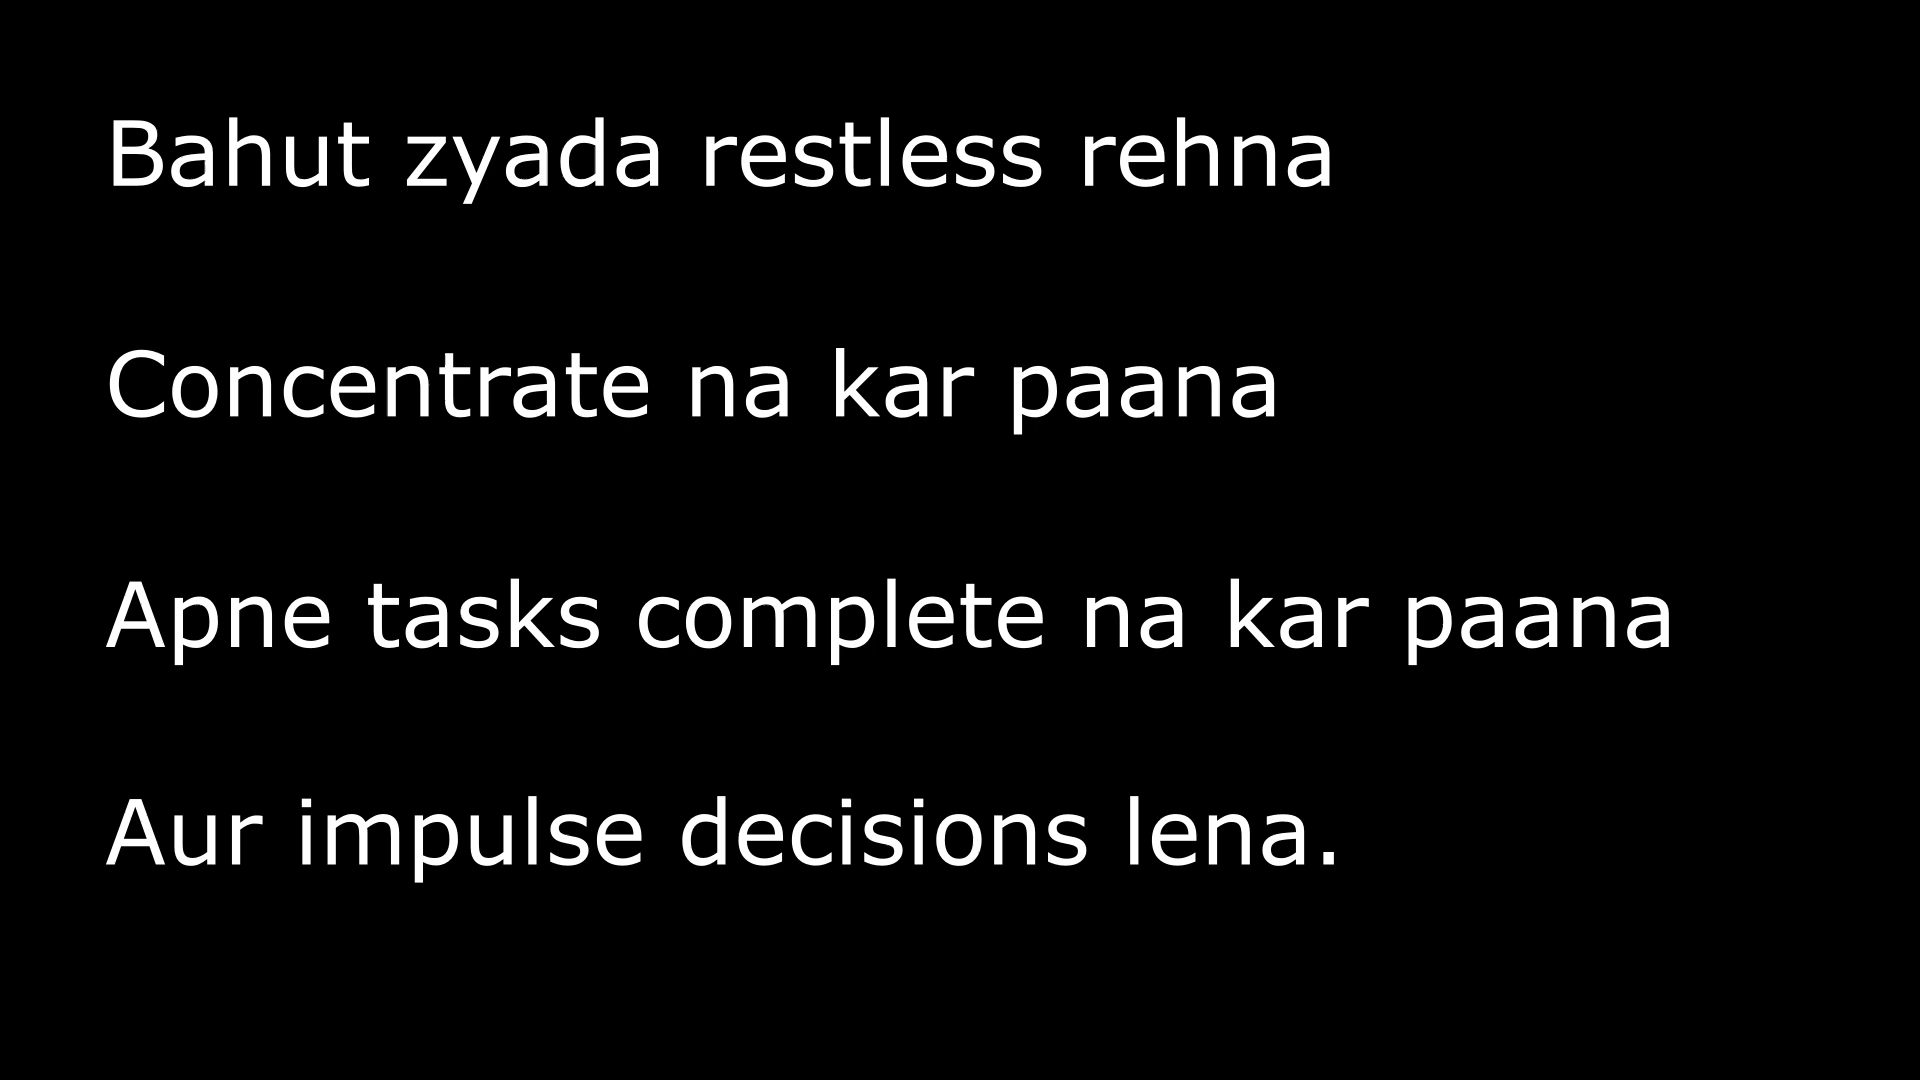 Bahut zyada restless rehna
Concentrate na kar paana
Apne tasks complete na kar paana
Aur impulse decisions lena.